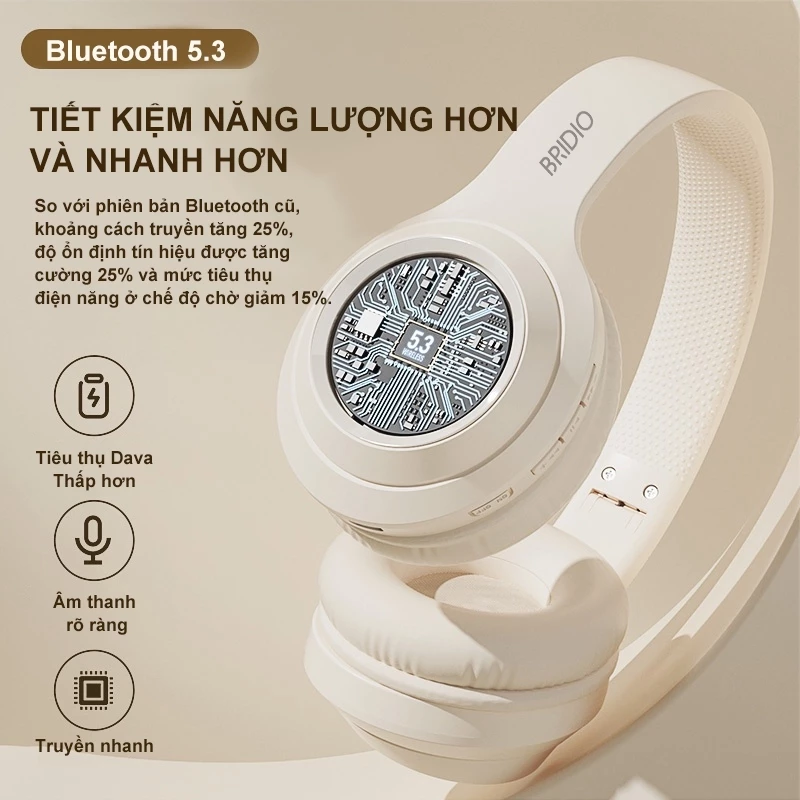 Bluetooth 5.3
TIẾT KIỆM NĂNG LƯỢNG HƠN
VÀ NHANH HƠN
So với phiên bản Bluetooth cũ,
khoảng cách truyền tăng 25%,
độ ổn định tín hiệu được tăng
cường 25% và mức tiêu thụ
điện năng ở chế độ chờ giảm 15%.
BRIDIO
5.3
WIRELESS
Tiêu thụ Dava
Thấp hơn
Âm thanh
rõ ràng
Truyền nhanh